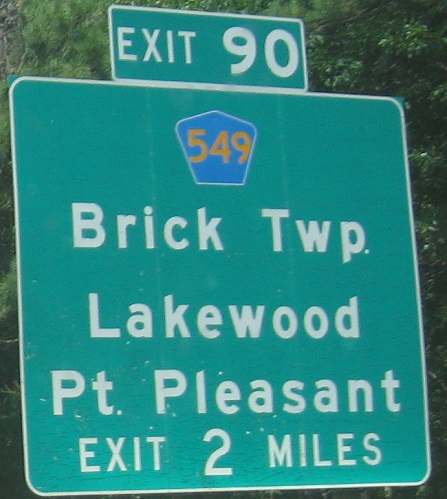 EXIT 90
549
Brick Twp.
Lakewood
Pt. Pleasant
EXIT 2 MILES